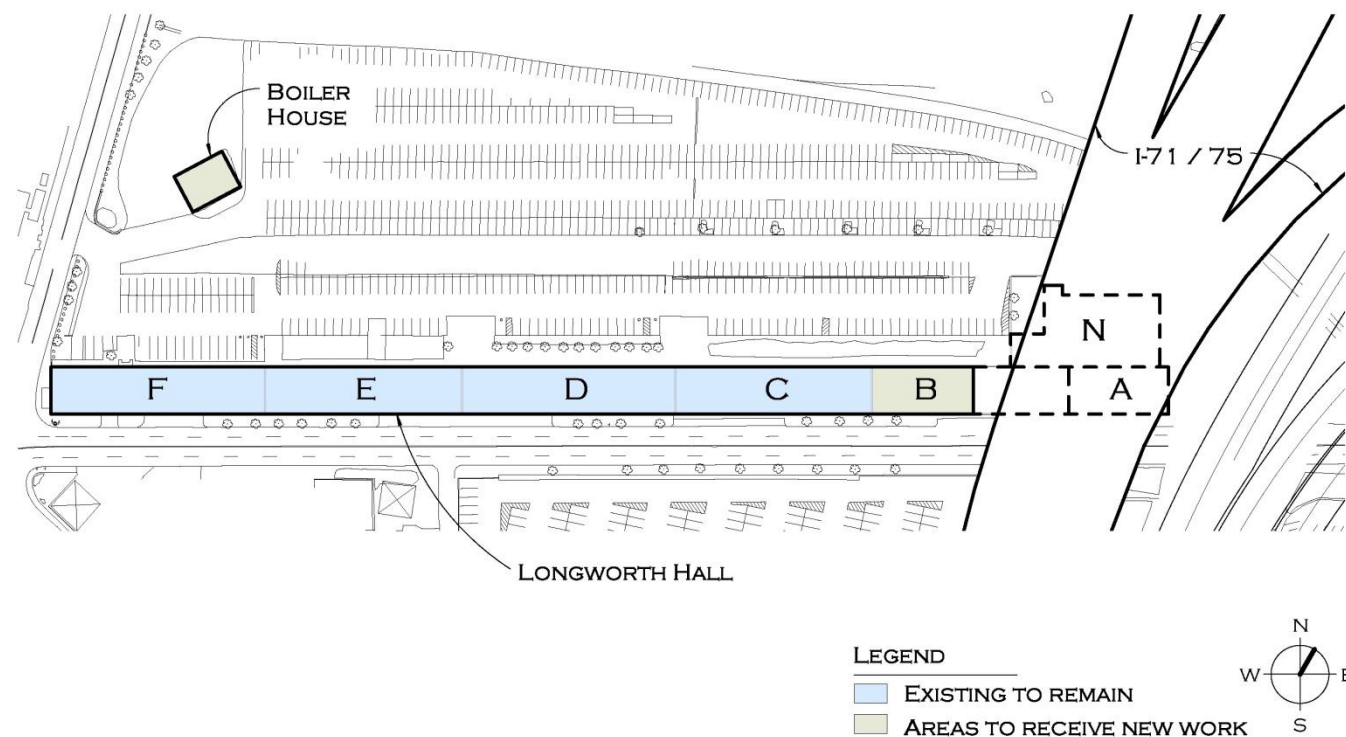 BOILER
HOUSE
I-71 / 75
N
F
E
D
C
B
A
LONGWORTH HALL
LEGEND
EXISTING TO REMAIN
AREAS TO RECEIVE NEW WORK
N
W
E
S